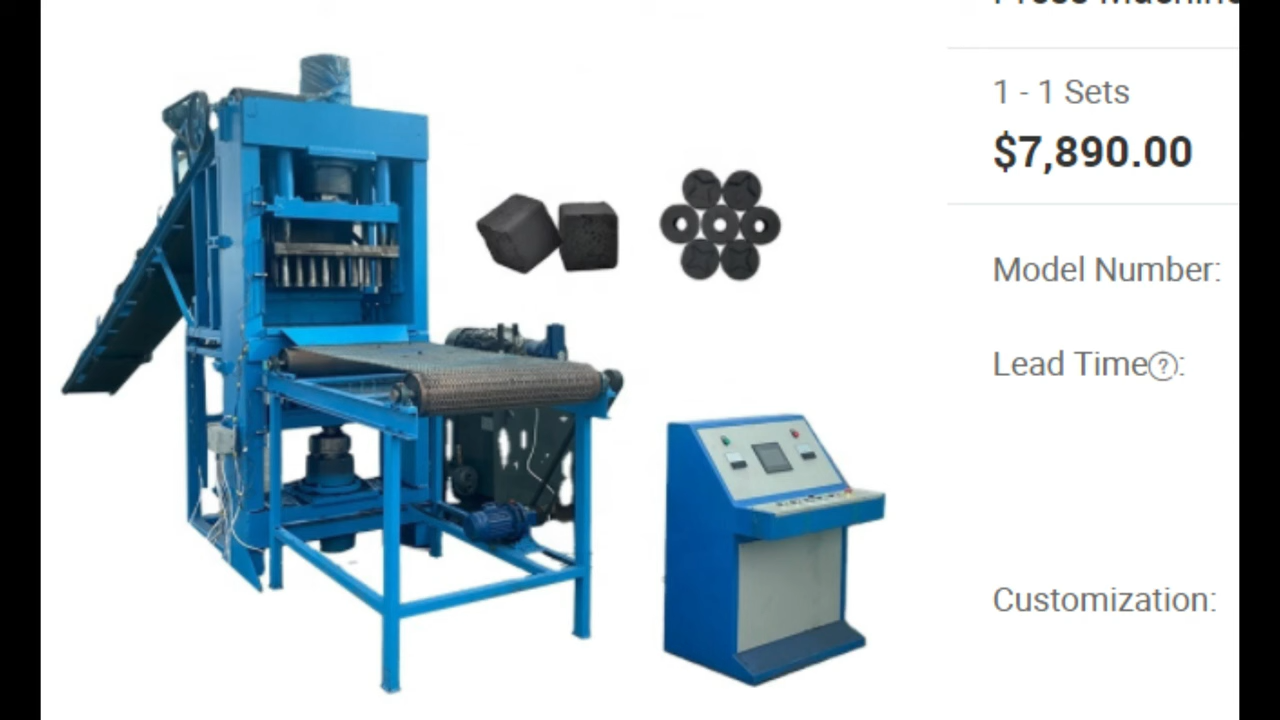 1 - 1 Sets
$7,890.00
Model Number:
Lead Time?:
Customization: